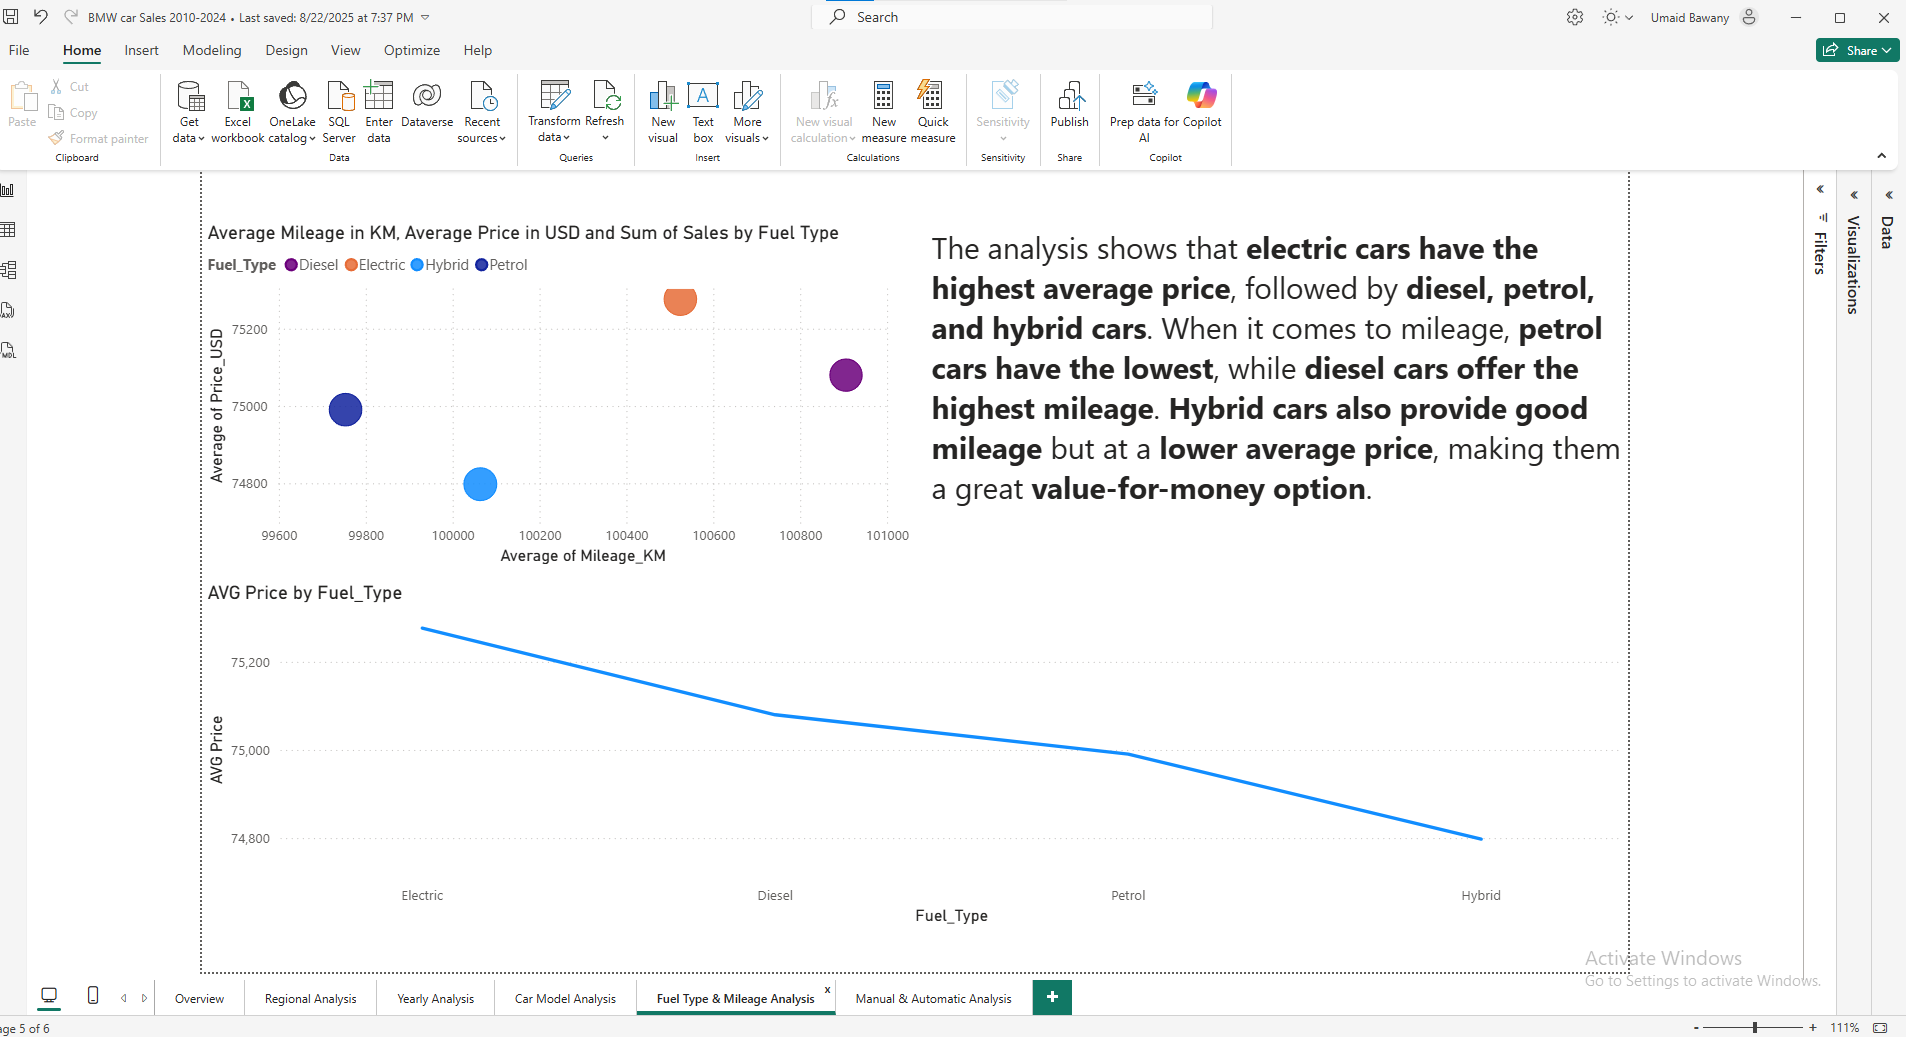 BMW car Sales 2010-2024 • Last saved: 8/22/2025 at 7:37 PM
Search
Umaid Bawany
File Home Insert Modeling Design View Optimize Help
Share
Paste
Cut
Copy
Format painter
Clipboard
Get data
Excel workbook
OneLake catalog
SQL Server
Enter data
Dataverse
Recent sources
Data
Transform data
Refresh
Queries
New visual
Text box
More visuals
Insert
New visual calculation
New measure
Quick measure
Calculations
Sensitivity
Sensitivity
Publish
Share
Prep data for AI
Copilot
Copilot
Filters
Visualizations
Data
Average Mileage in KM, Average Price in USD and Sum of Sales by Fuel Type
Fuel_Type Diesel Electric Hybrid Petrol
Average of Price_USD
75200
75000
74800
99600 99800 100000 100200 100400 100600 100800 101000
Average of Mileage_KM
The analysis shows that electric cars have the
highest average price, followed by diesel, petrol,
and hybrid cars. When it comes to mileage, petrol
cars have the lowest, while diesel cars offer the
highest mileage. Hybrid cars also provide good
mileage but at a lower average price, making them
a great value-for-money option.
AVG Price by Fuel_Type
AVG Price
75,200
75,000
74,800
Electric Diesel Petrol Hybrid
Fuel_Type
Activate Windows
Go to Settings to activate Windows.
Overview Regional Analysis Yearly Analysis Car Model Analysis Fuel Type & Mileage Analysis x Manual & Automatic Analysis +
age 5 of 6
- + 111%